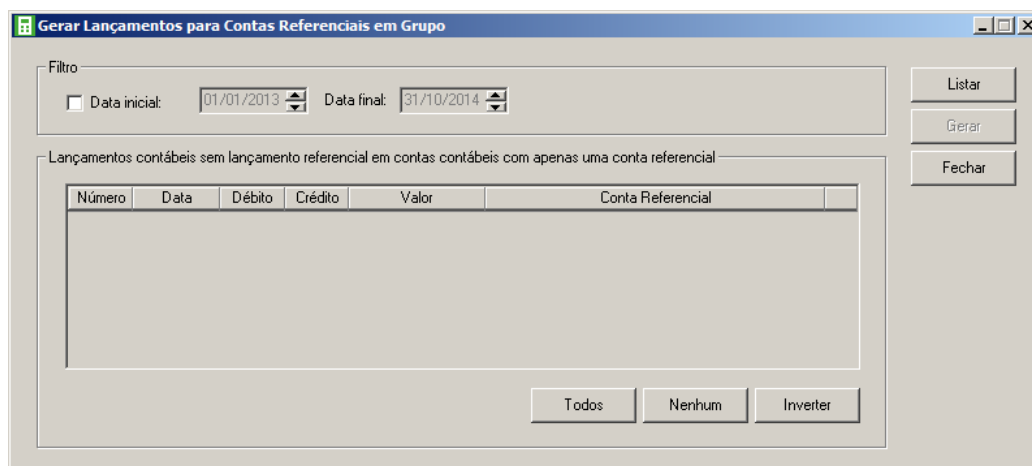 Gerar Lançamentos para Contas Referenciais em Grupo
Filtro
Data inicial: 01/01/2013 Data final: 31/10/2014
Listar
Gerar
Fechar
Lançamentos contábeis sem lançamento referencial em contas contábeis com apenas uma conta referencial
Número Data Débito Crédito Valor Conta Referencial
Todos Nenhum Inverter